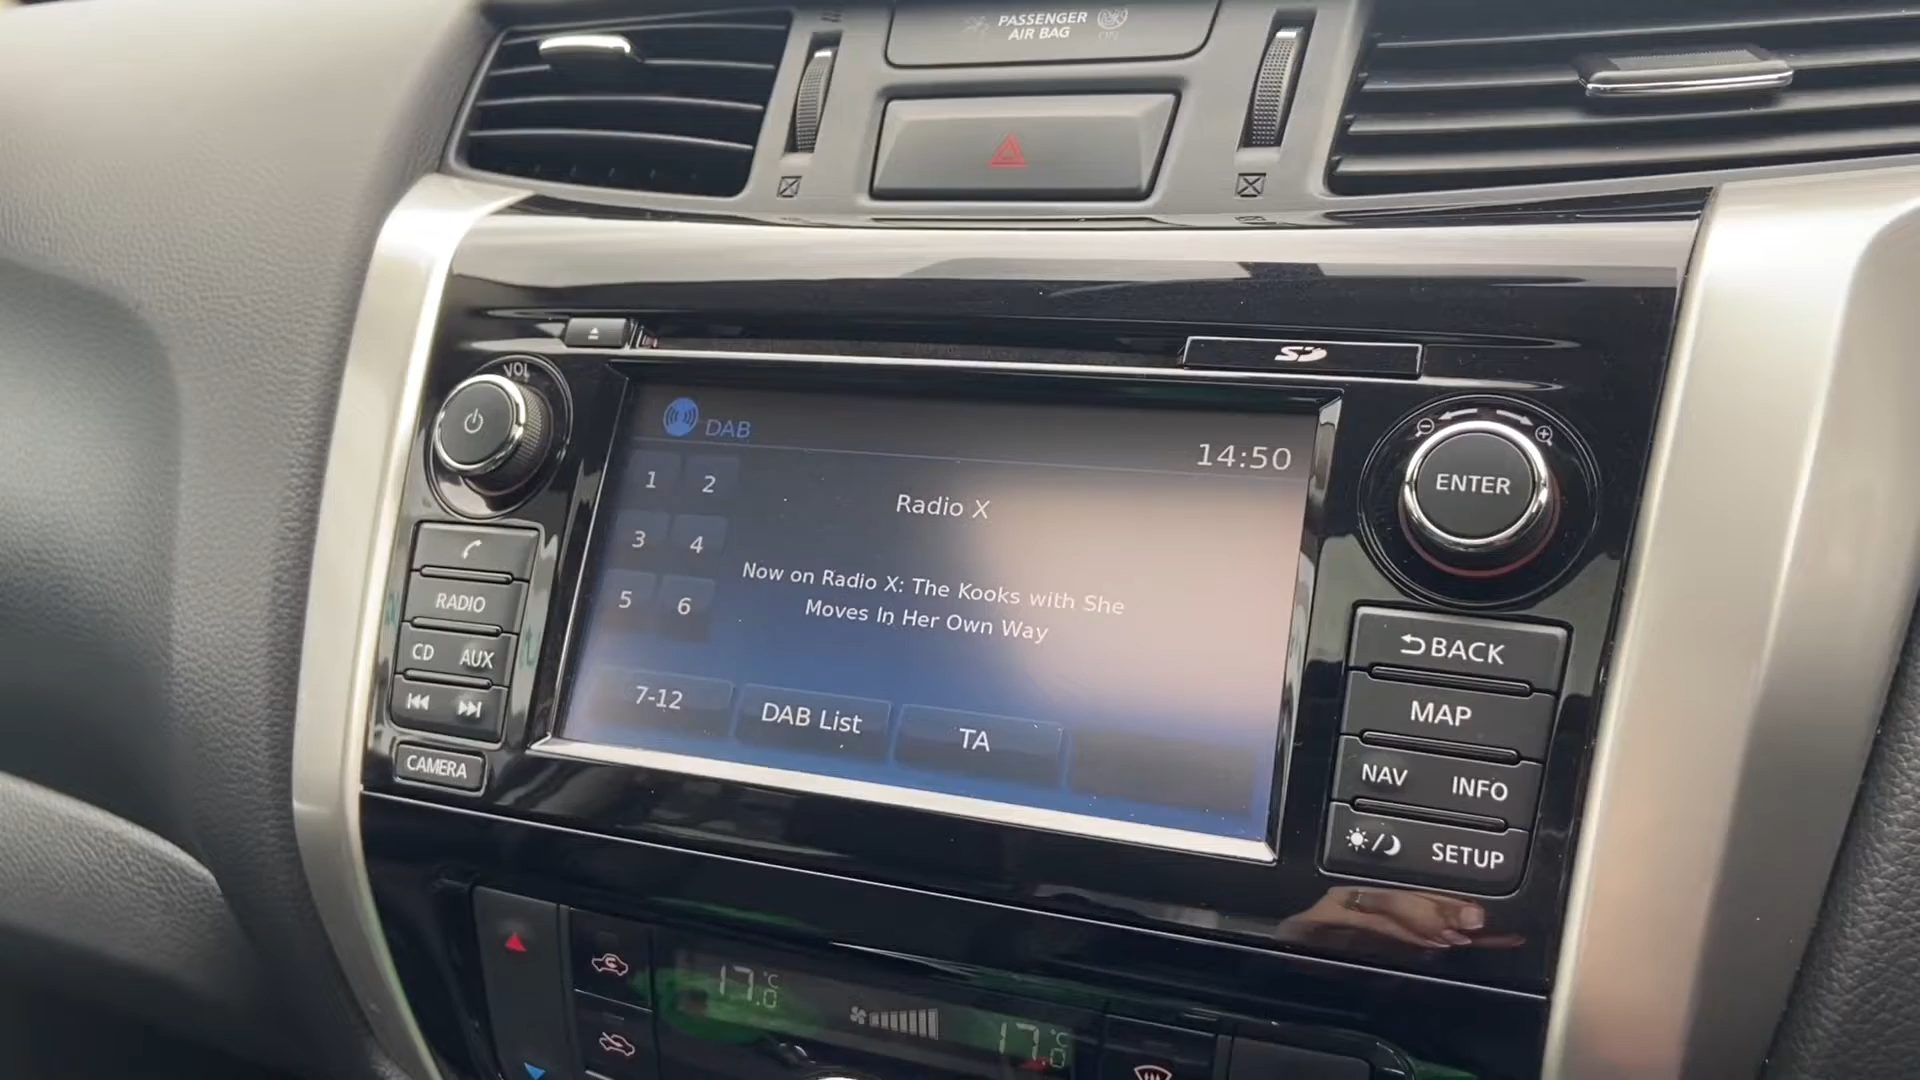 PASSENGER
AIR BAG
VOL
SD
DAB
14:50
1 2
3 4
5 6
Radio X
Now on Radio X: The Kooks with She
Moves In Her Own Way
7-12
DAB List
TA
RADIO
CD AUX
CAMERA
ENTER
BACK
MAP
NAV INFO
SETUP
17.0°C
17.0°C